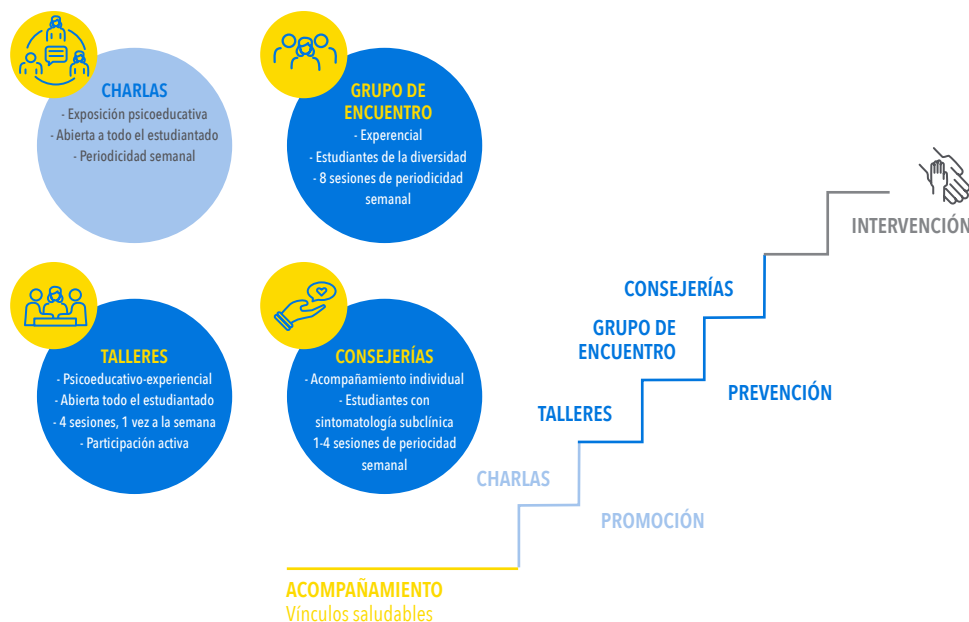 CHARLAS
- Exposición psicoeducativa
- Abierta a todo el estudiantado
- Periodicidad semanal
GRUPO DE
ENCUENTRO
- Experencial
- Estudiantes de la diversidad
- 8 sesiones de periodicidad
semanal
TALLERES
- Psicoeducativo-experiencial
- Abierta todo el estudiantado
- 4 sesiones, 1 vez a la semana
- Participación activa
CONSEJERÍAS
- Acompañamiento individual
- Estudiantes con
sintomatología subclínica
1-4 sesiones de periocidad
semanal
INTERVENCIÓN
CONSEJERÍAS
GRUPO DE
ENCUENTRO
PREVENCIÓN
TALLERES
CHARLAS
PROMOCIÓN
ACOMPAÑAMIENTO
Vínculos saludables